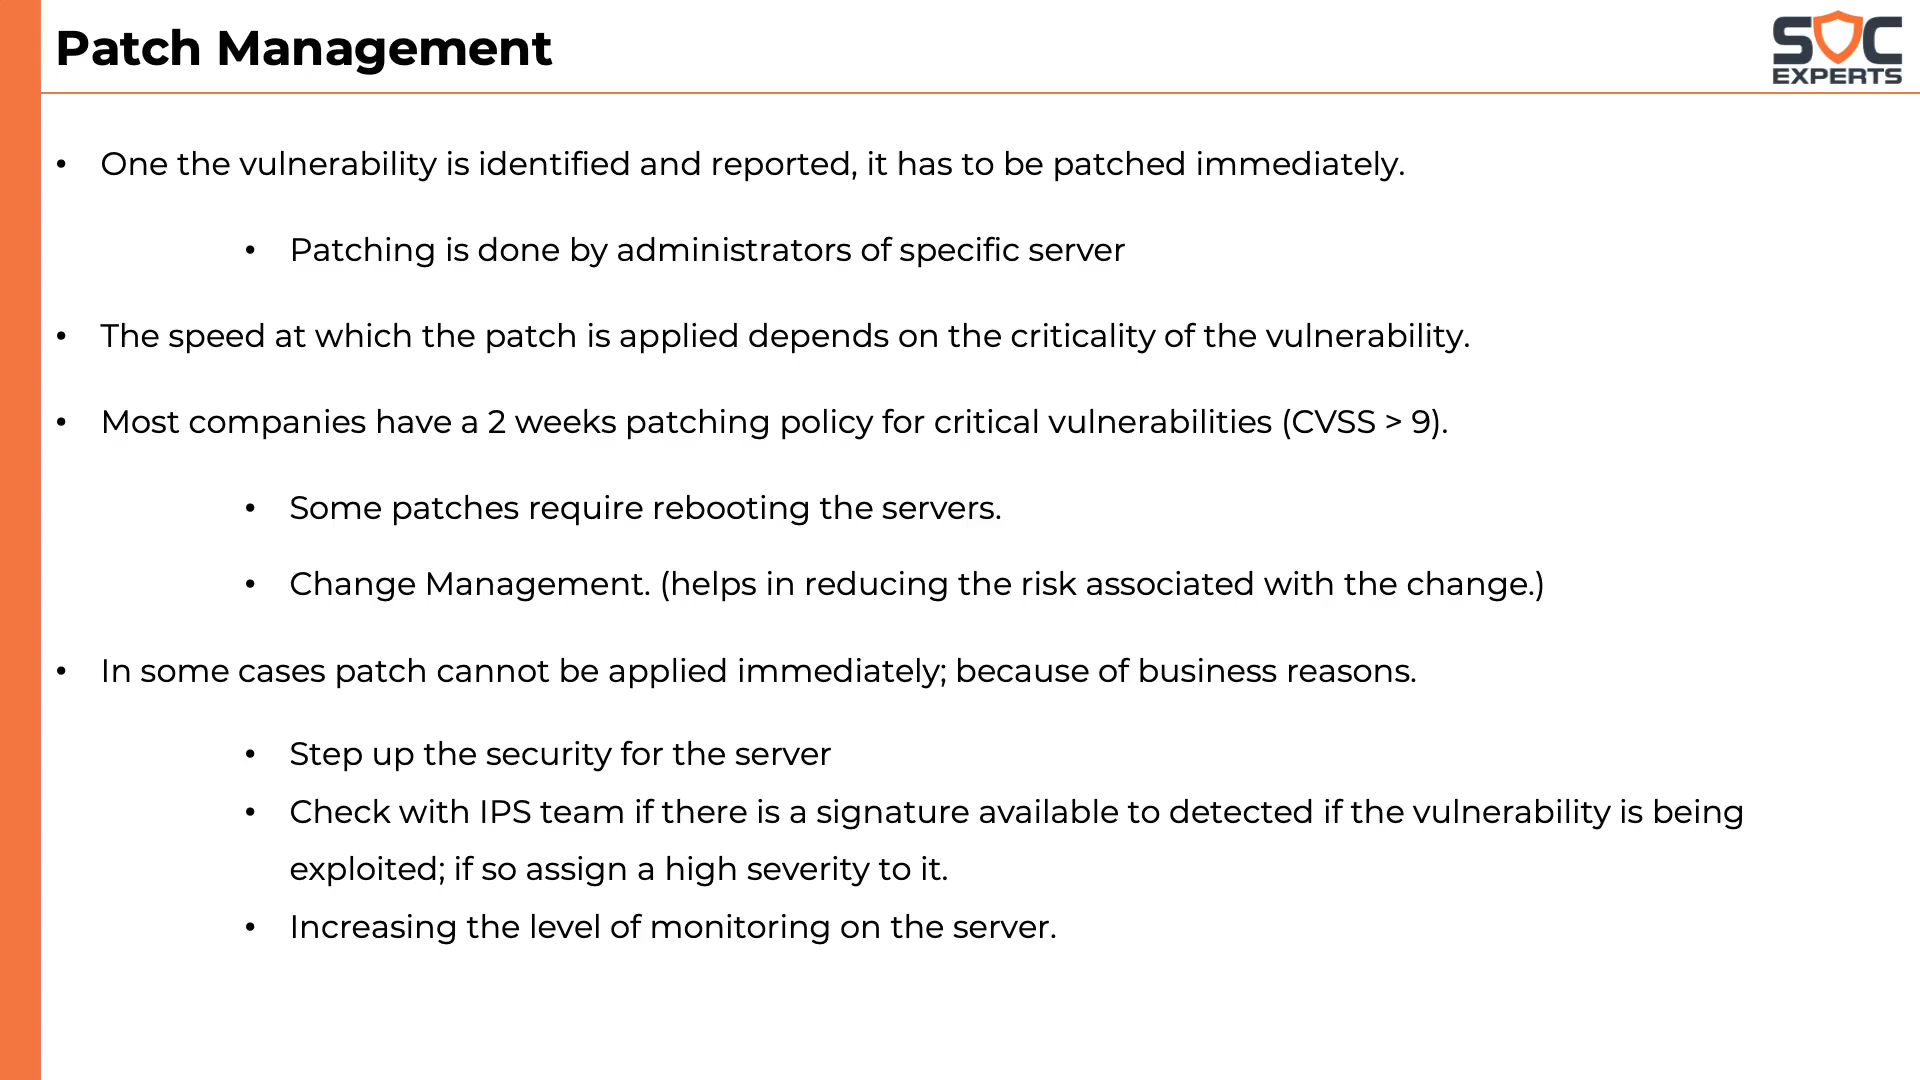 Patch Management
SOC
EXPERTS
• One the vulnerability is identified and reported, it has to be patched immediately.
• Patching is done by administrators of specific server
• The speed at which the patch is applied depends on the criticality of the vulnerability.
• Most companies have a 2 weeks patching policy for critical vulnerabilities (CVSS > 9).
• Some patches require rebooting the servers.
• Change Management. (helps in reducing the risk associated with the change.)
• In some cases patch cannot be applied immediately; because of business reasons.
• Step up the security for the server
• Check with IPS team if there is a signature available to detected if the vulnerability is being
exploited; if so assign a high severity to it.
• Increasing the level of monitoring on the server.